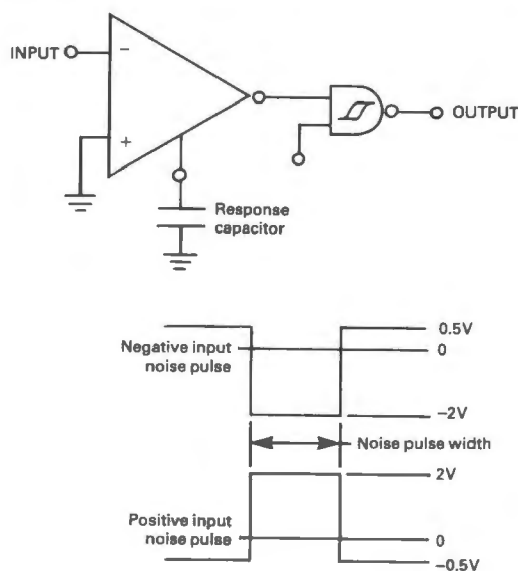 INPUT
−
+
OUTPUT
Response
capacitor
0.5V
Negative input
noise pulse
0
−2V
Noise pulse width
2V
Positive input
noise pulse
0
−0.5V